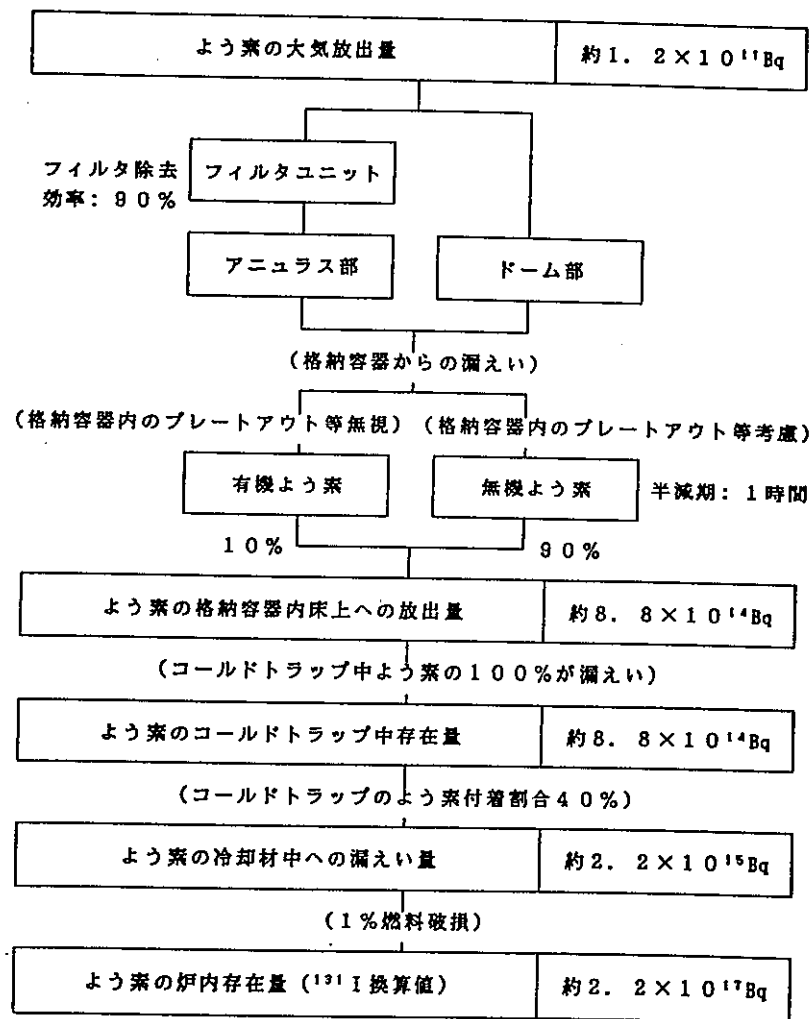 よう素の大気放出量 約1.2×10¹¹Bq
フィルタ除去
効率：90%
フィルタユニット
アニュラス部 ドーム部
（格納容器からの漏えい）
（格納容器内のプレートアウト等無視）（格納容器内のプレートアウト等考慮）
有機よう素 無機よう素 半減期：1時間
10% 90%
よう素の格納容器内床上への放出量 約8.8×10¹⁴Bq
（コールドトラップ中よう素の100%が漏えい）
よう素のコールドトラップ中存在量 約8.8×10¹⁴Bq
（コールドトラップのよう素付着割合40%）
よう素の冷却材中への漏えい量 約2.2×10¹⁵Bq
（1%燃料破損）
よう素の炉内存在量（¹³¹I換算値） 約2.2×10¹⁷Bq